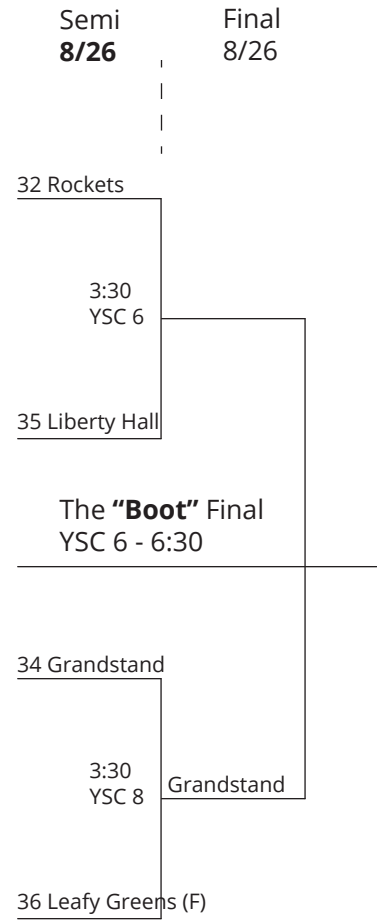 Semi
8/26
Final
8/26
32 Rockets
3:30
YSC 6
35 Liberty Hall
The “Boot” Final
YSC 6 - 6:30
34 Grandstand
3:30
YSC 8
Grandstand
36 Leafy Greens (F)